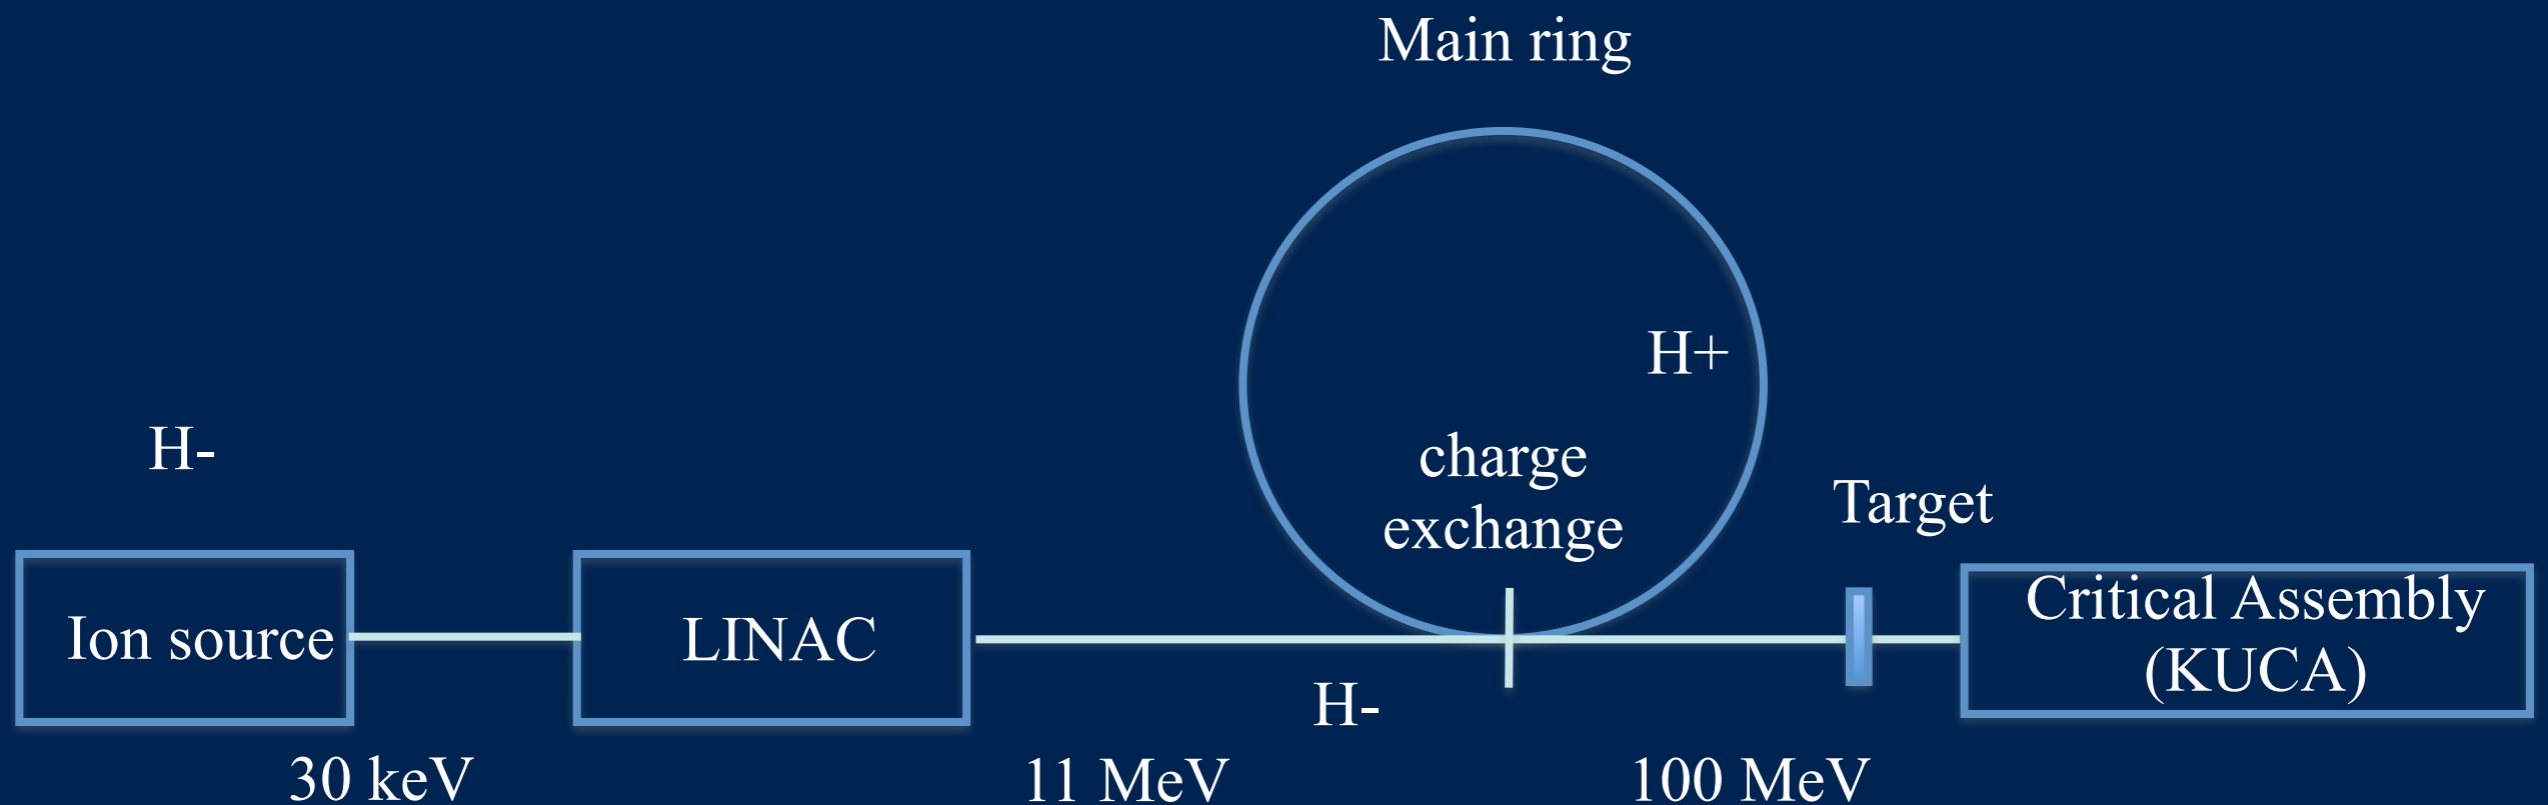 Main ring
H+
H-
charge
exchange
Target
Ion source
LINAC
Critical Assembly
(KUCA)
H-
30 keV
11 MeV
100 MeV